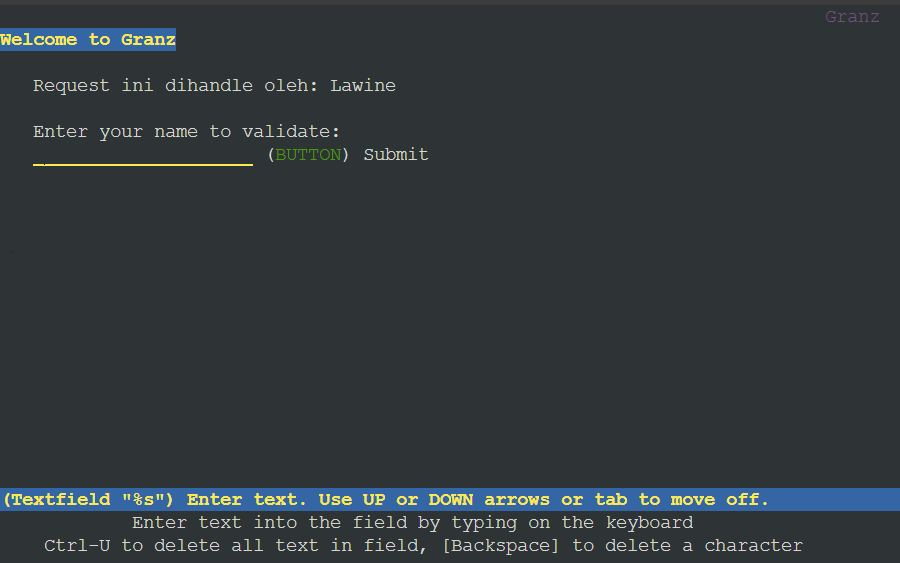 Granz
Welcome to Granz
Request ini dihandle oleh: Lawine
Enter your name to validate:
____________________ (BUTTON) Submit
(Textfield "%s") Enter text. Use UP or DOWN arrows or tab to move off.
Enter text into the field by typing on the keyboard
Ctrl-U to delete all text in field, [Backspace] to delete a character